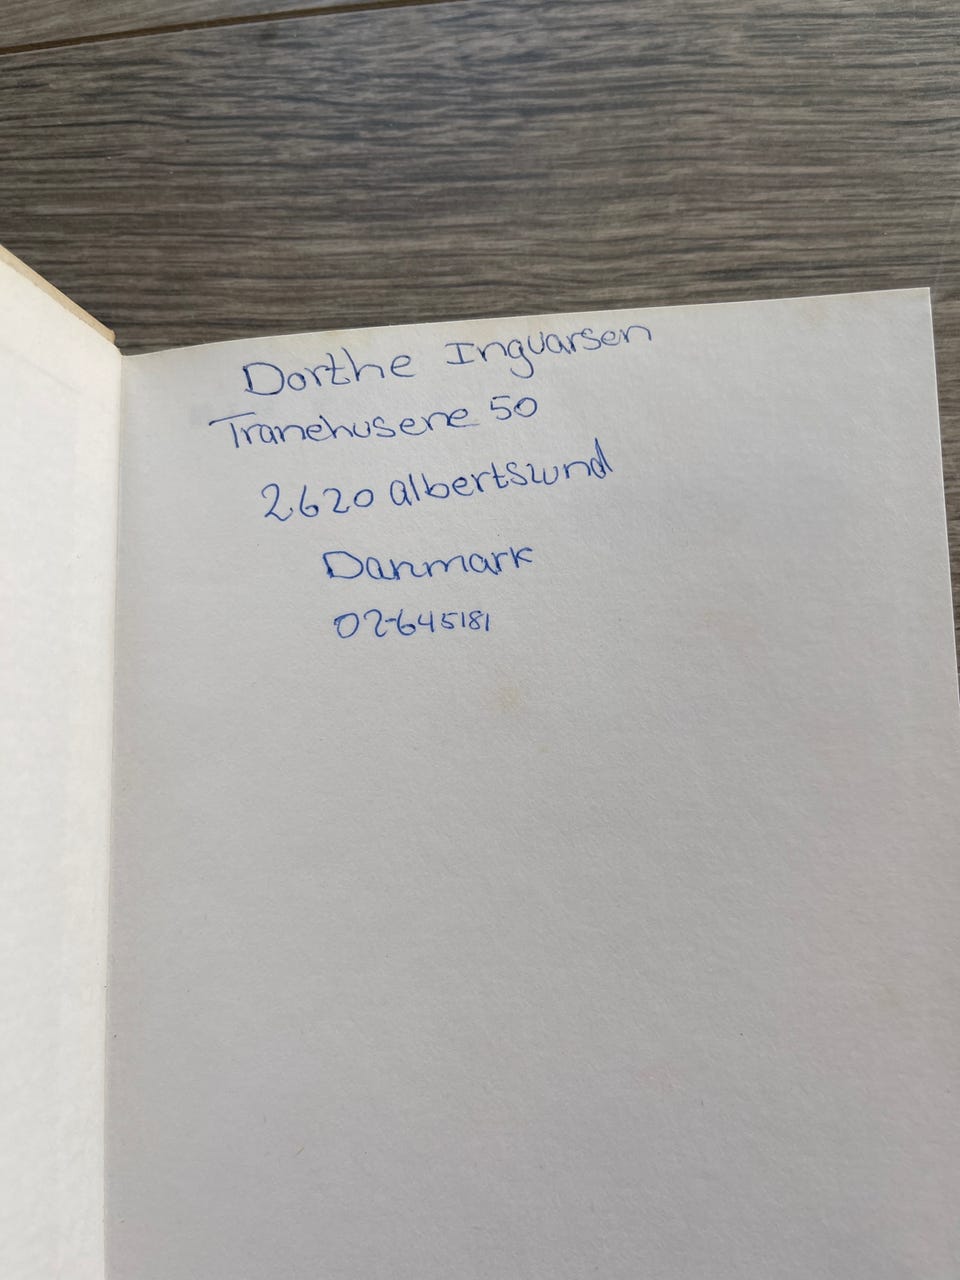 Dorthe Ingvarsen
Tranehusene 50
2620 albertslund
Danmark
02-645181